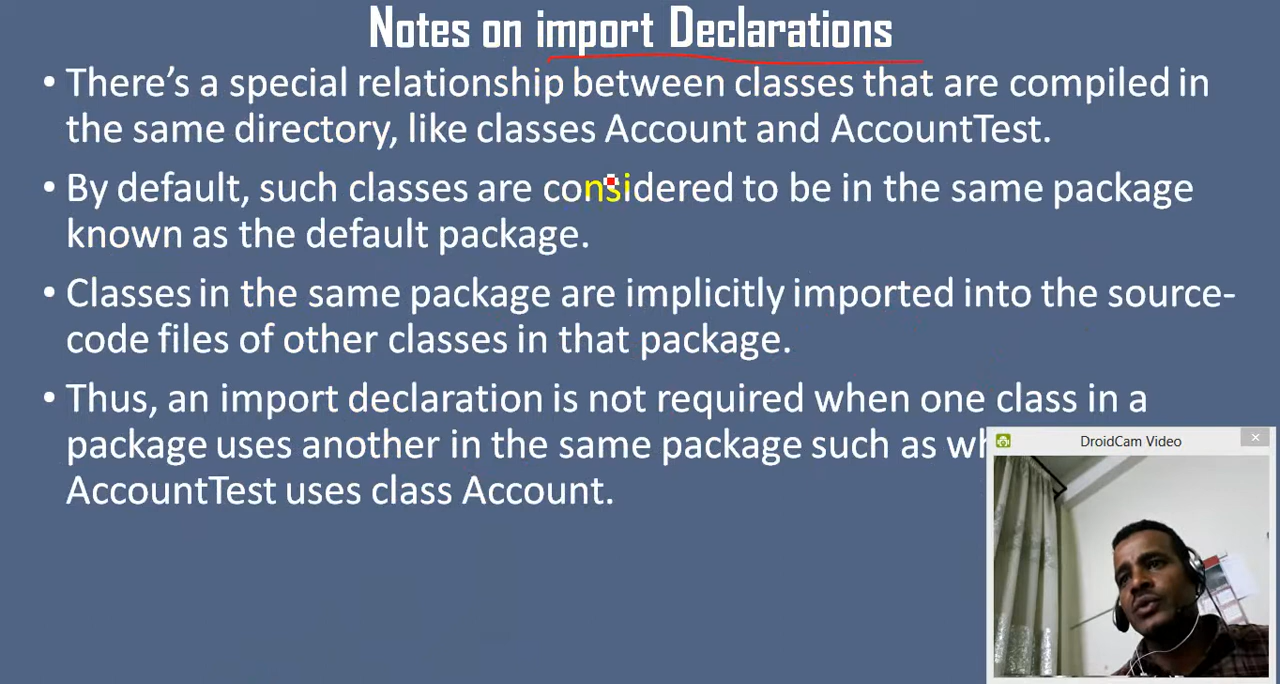 Notes on import Declarations
• There's a special relationship between classes that are compiled in
the same directory, like classes Account and AccountTest.
• By default, such classes are considered to be in the same package
known as the default package.
• Classes in the same package are implicitly imported into the source-
code files of other classes in that package.
• Thus, an import declaration is not required when one class in a
package uses another in the same package such as wh
AccountTest uses class Account.
DroidCam Video